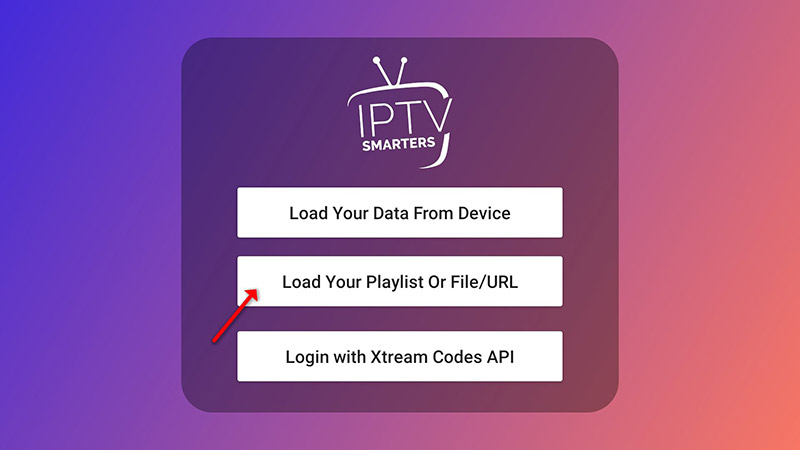 IPTV
SMARTERS
Load Your Data From Device
Load Your Playlist Or File/URL
Login with Xtream Codes API